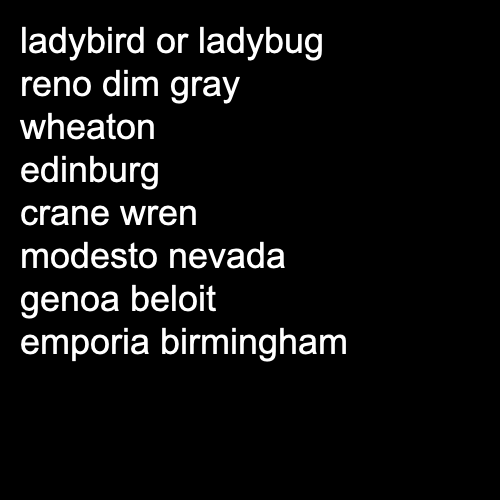 ladybird or ladybug
reno dim gray
wheaton
edinburg
crane wren
modesto nevada
genoa beloit
emporia birmingham